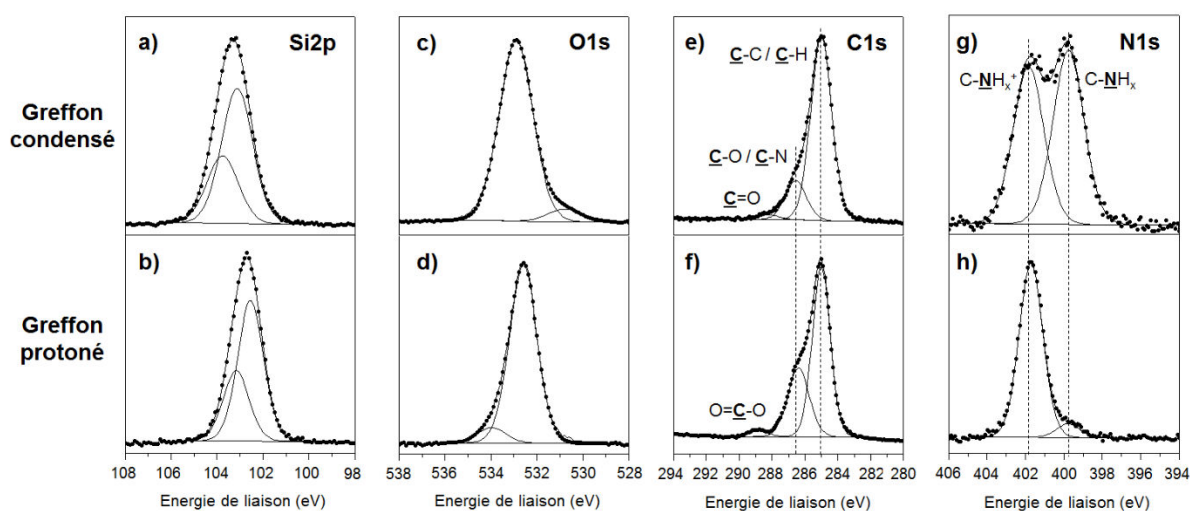 a) Si2p
c) O1s
e) C1s
g) N1s
Greffon
condensé
C-C / C-H
C-O / C-N
C=O
C-NHx+
C-NHx
b)
d)
f)
h)
Greffon
protoné
O=C-O
108 106 104 102 100 98
538 536 534 532 530 528
294 292 290 288 286 284 282 280
406 404 402 400 398 396 394
Energie de liaison (eV)
Energie de liaison (eV)
Energie de liaison (eV)
Energie de liaison (eV)